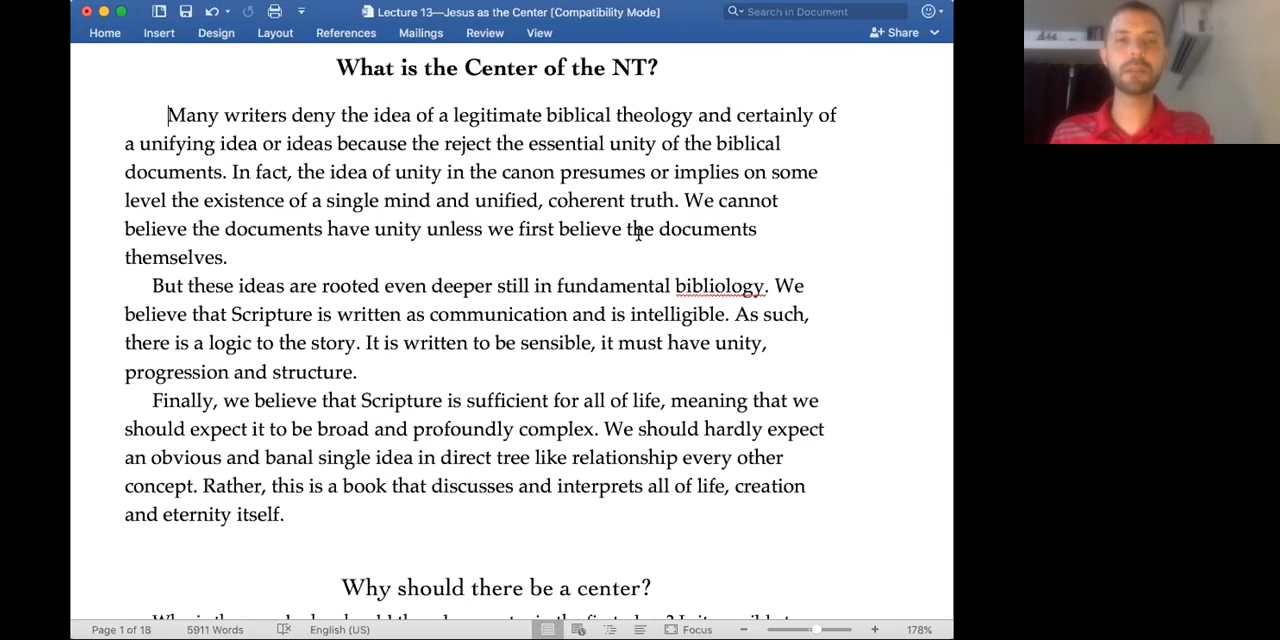 Lecture 13—Jesus as the Center [Compatibility Mode]
Search in Document
Home Insert Design Layout References Mailings Review View Share
What is the Center of the NT?
Many writers deny the idea of a legitimate biblical theology and certainly of
a unifying idea or ideas because the reject the essential unity of the biblical
documents. In fact, the idea of unity in the canon presumes or implies on some
level the existence of a single mind and unified, coherent truth. We cannot
believe the documents have unity unless we first believe the documents
themselves.
But these ideas are rooted even deeper still in fundamental bibliology. We
believe that Scripture is written as communication and is intelligible. As such,
there is a logic to the story. It is written to be sensible, it must have unity,
progression and structure.
Finally, we believe that Scripture is sufficient for all of life, meaning that we
should expect it to be broad and profoundly complex. We should hardly expect
an obvious and banal single idea in direct tree like relationship every other
concept. Rather, this is a book that discusses and interprets all of life, creation
and eternity itself.
Why should there be a center?
Page 1 of 18 5911 Words English (US) Focus 178%